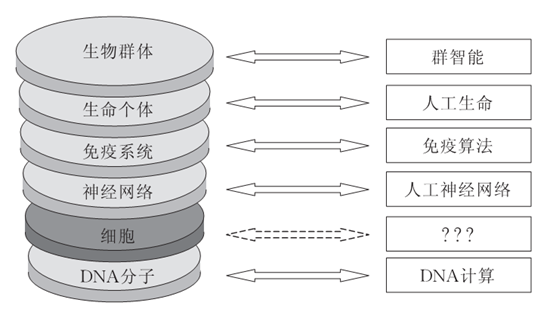 生物群体
群智能
生命个体
人工生命
免疫系统
免疫算法
神经网络
人工神经网络
细胞
???
DNA分子
DNA计算